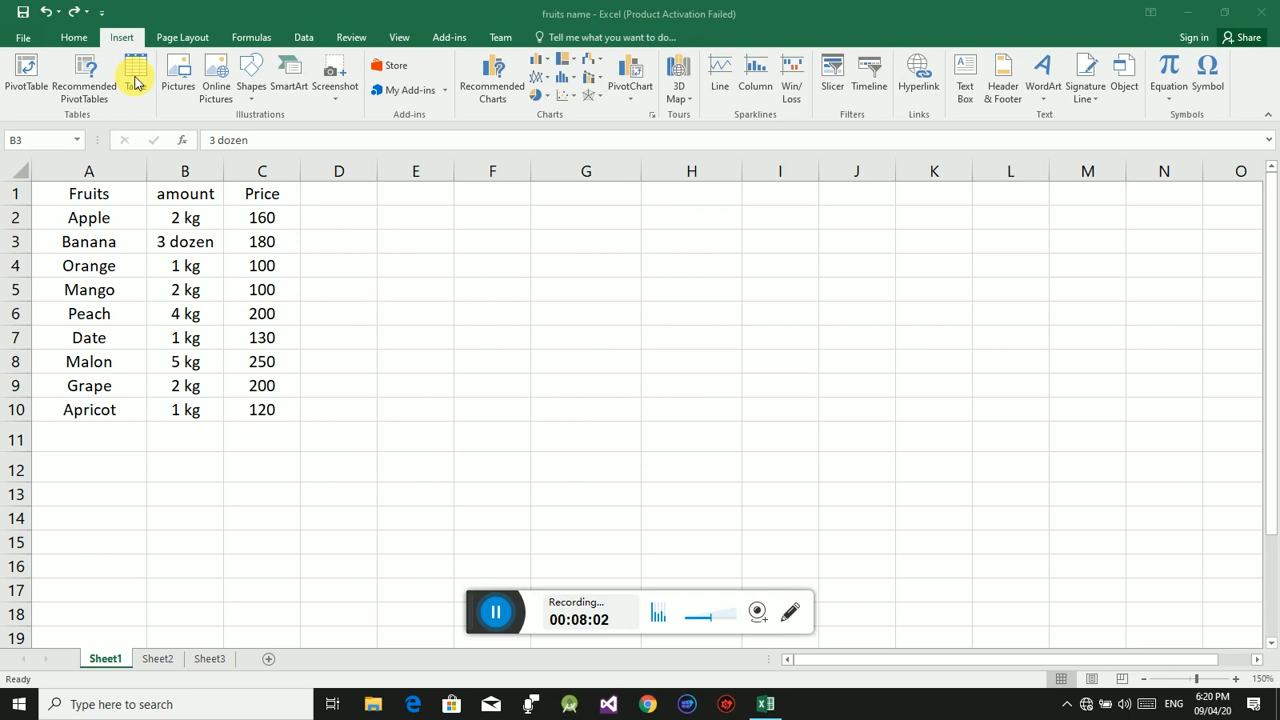 fruits name - Excel (Product Activation Failed)
File Home Insert Page Layout Formulas Data Review View Add-ins Team Tell me what you want to do... Sign in Share
PivotTable Recommended PivotTables Table Pictures Online Pictures Shapes SmartArt Screenshot Store My Add-ins Recommended Charts PivotChart 3D Map Line Column Win/Loss Slicer Timeline Hyperlink Text Box Header & Footer WordArt Signature Line Object Equation Symbol
Tables Illustrations Add-ins Charts Tours Sparklines Filters Links Text Symbols
B3 fx 3 dozen
A B C D E F G H I J K L M N O
1 Fruits amount Price
2 Apple 2 kg 160
3 Banana 3 dozen 180
4 Orange 1 kg 100
5 Mango 2 kg 100
6 Peach 4 kg 200
7 Date 1 kg 130
8 Malon 5 kg 250
9 Grape 2 kg 200
10 Apricot 1 kg 120
11
12
13
14
15
16
17
18
19
Recording...
00:08:02
Sheet1 Sheet2 Sheet3
Ready 150%
Type here to search ENG 6:20 PM
09/04/20